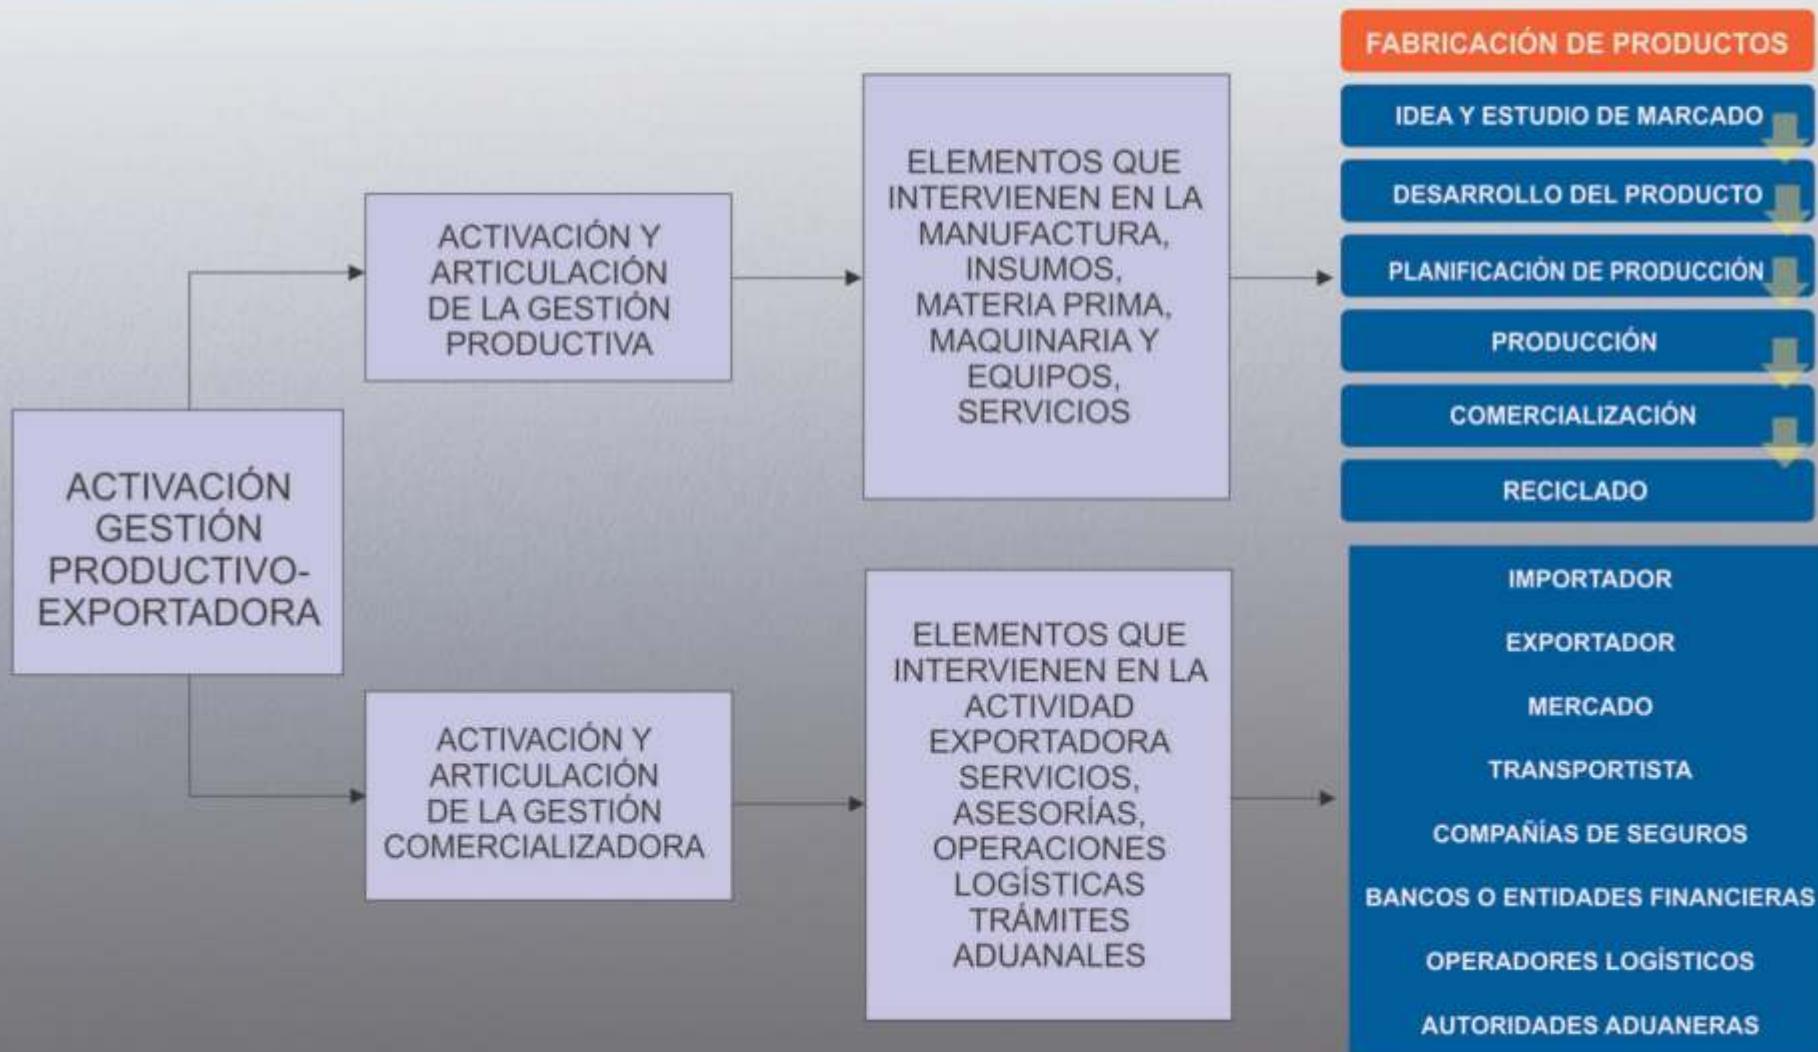 ACTIVACIÓN
GESTIÓN
PRODUCTIVO-
EXPORTADORA
ACTIVACIÓN Y
ARTICULACIÓN
DE LA GESTIÓN
PRODUCTIVA
ELEMENTOS QUE
INTERVIENEN EN LA
MANUFACTURA,
INSUMOS,
MATERIA PRIMA,
MAQUINARIA Y
EQUIPOS,
SERVICIOS
FABRICACIÓN DE PRODUCTOS
IDEA Y ESTUDIO DE MARCADO
DESARROLLO DEL PRODUCTO
PLANIFICACIÓN DE PRODUCCIÓN
PRODUCCIÓN
COMERCIALIZACIÓN
RECICLADO
ACTIVACIÓN Y
ARTICULACIÓN
DE LA GESTIÓN
COMERCIALIZADORA
ELEMENTOS QUE
INTERVIENEN EN LA
ACTIVIDAD
EXPORTADORA
SERVICIOS,
ASESORÍAS,
OPERACIONES
LOGÍSTICAS
TRÁMITES
ADUANALES
IMPORTADOR
EXPORTADOR
MERCADO
TRANSPORTISTA
COMPAÑÍAS DE SEGUROS
BANCOS O ENTIDADES FINANCIERAS
OPERADORES LOGÍSTICOS
AUTORIDADES ADUANERAS